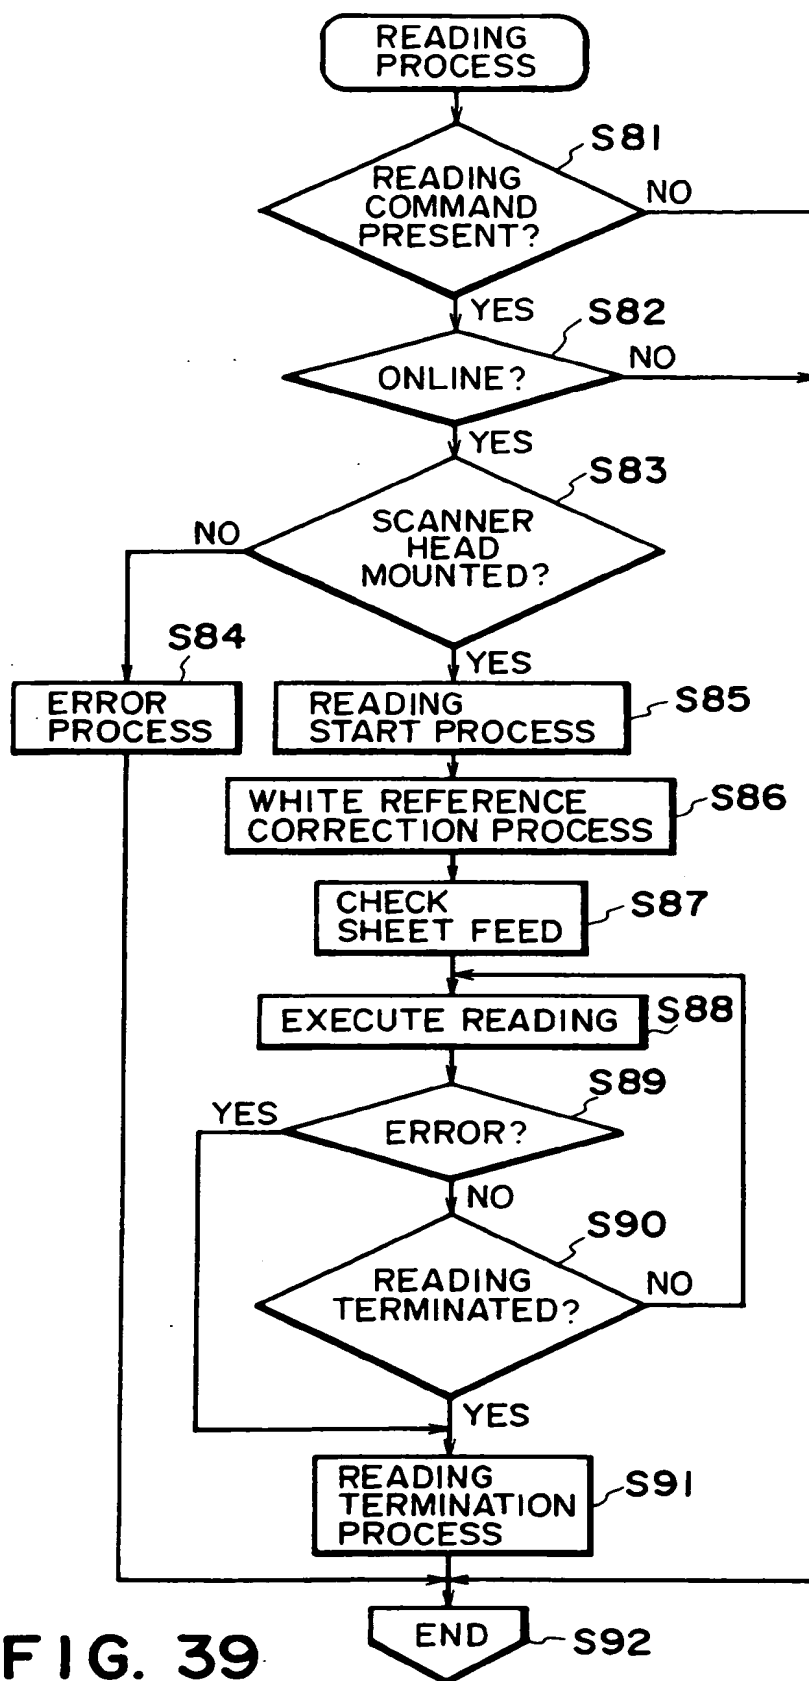 READING
PROCESS
S81
READING
COMMAND
PRESENT?
NO
YES
S82
ONLINE?
NO
YES
S83
SCANNER
HEAD
MOUNTED?
NO
YES
S84
ERROR
PROCESS
READING
START PROCESS
S85
WHITE REFERENCE
CORRECTION PROCESS
S86
CHECK
SHEET FEED
S87
EXECUTE READING
S88
S89
YES
ERROR?
NO
S90
READING
TERMINATED?
NO
YES
READING
TERMINATION
PROCESS
S91
END
S92
FIG. 39